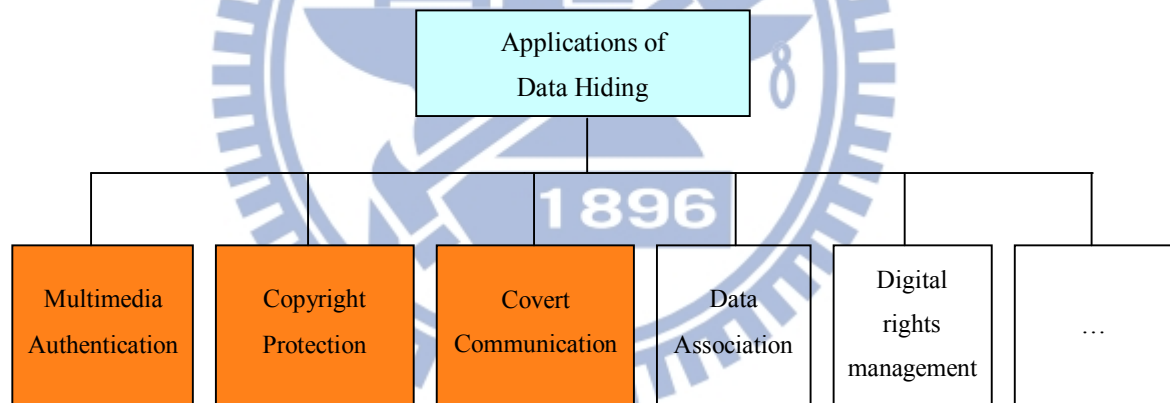 Applications of
Data Hiding
1896
Multimedia
Authentication
Copyright
Protection
Covert
Communication
Data
Association
Digital
rights
management
…